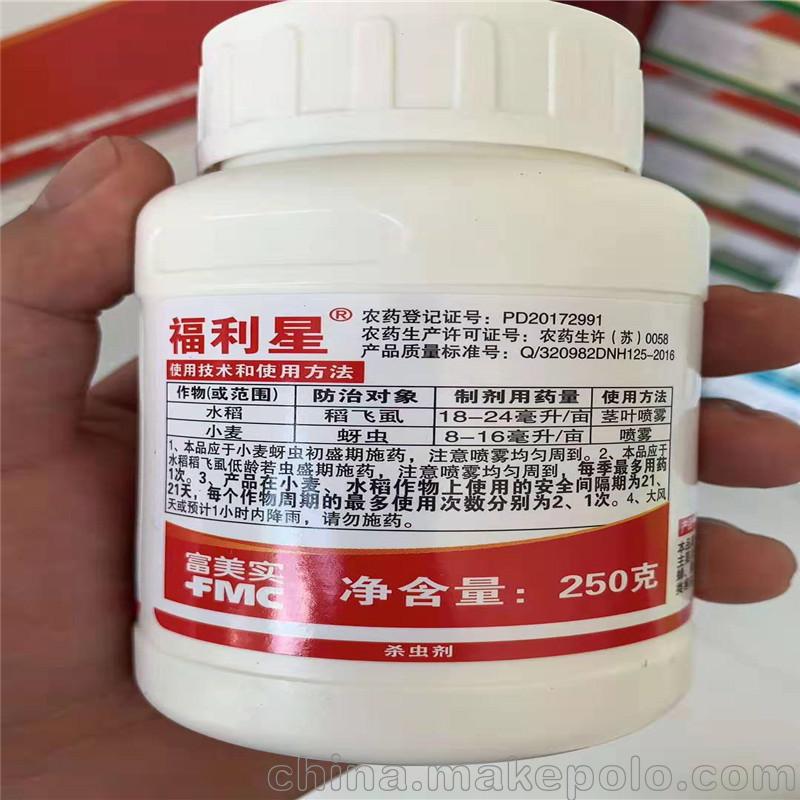 福利星®
农药登记证号：PD20172991
农药生产许可证号：农药生许（苏）0058
产品质量标准号：Q/320982DNH125-2016
使用技术和使用方法
作物(或范围) 防治对象 制剂用药量 使用方法
水稻 稻飞虱 18-24毫升/亩 茎叶喷雾
小麦 蚜虫 8-16毫升/亩 喷雾
1、本品应于小麦蚜虫初盛期施药，注意喷雾均匀周到。2、本品应于
水稻稻飞虱低龄若虫盛期施药，注意喷雾均匀周到，每季最多用药
1次。3、产品在小麦、水稻作物上使用的安全间隔期为21、
21天，每个作物周期的最多使用次数分别为2、1次。4、大风
天或预计1小时内降雨，请勿施药。
富美实
FMC
净含量：250克
杀虫剂
本品
主
china.makepolo.com